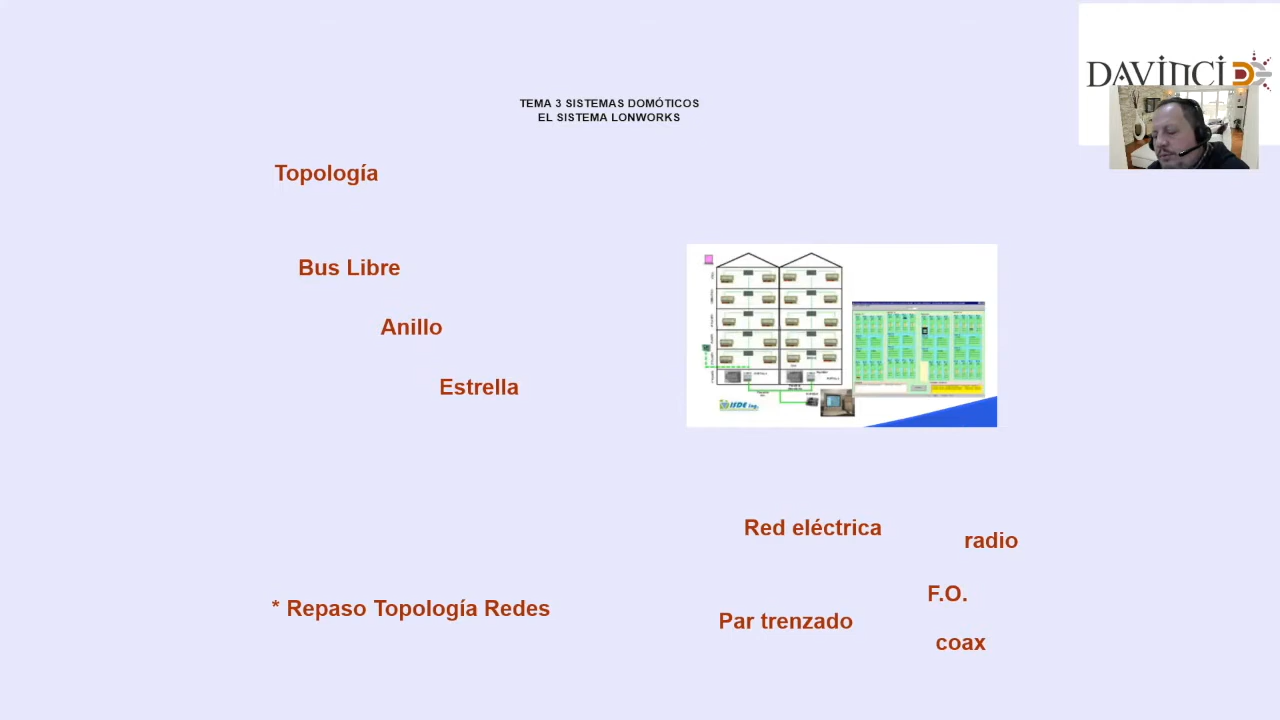 DAVINCI
TEMA 3 SISTEMAS DOMÓTICOS
EL SISTEMA LONWORKS
Topología
Bus Libre
Anillo
Estrella
Red eléctrica
radio
F.O.
* Repaso Topología Redes
Par trenzado
coax